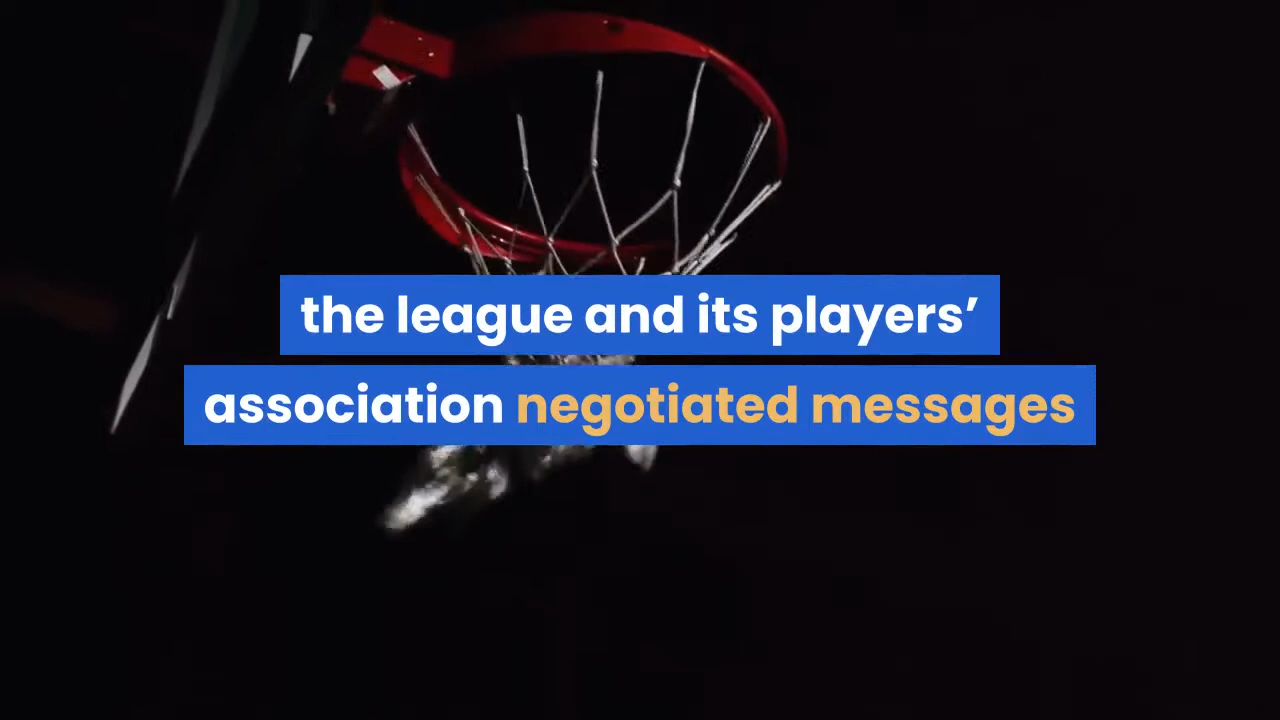 the league and its players’
association negotiated messages